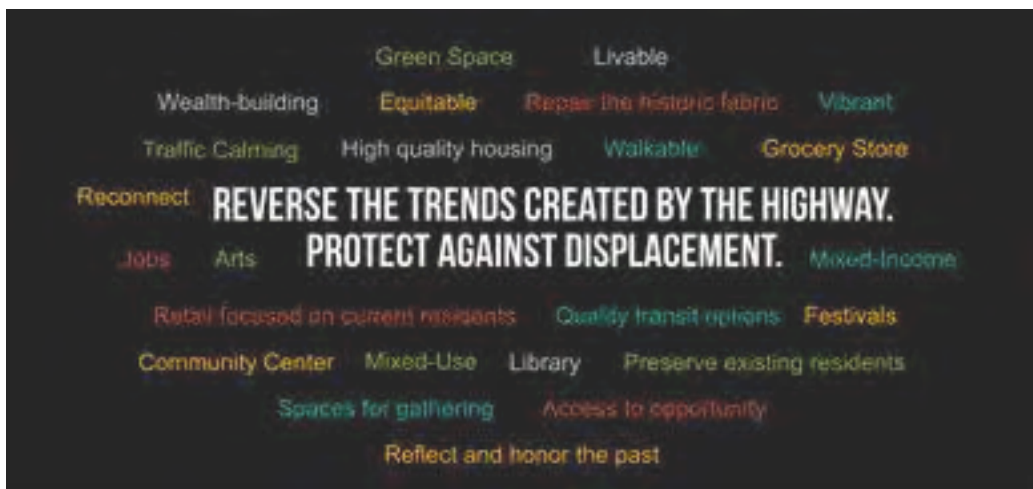 Green Space Livable
Wealth-building Equitable Repair the historic fabric Vibrant
Traffic Calming High quality housing Walkable Grocery Store
Reconnect REVERSE THE TRENDS CREATED BY THE HIGHWAY.
Jobs Arts PROTECT AGAINST DISPLACEMENT. Mixed-Income
Retail focused on current residents Quality transit options Festivals
Community Center Mixed-Use Library Preserve existing residents
Spaces for gathering Access to opportunity
Reflect and honor the past